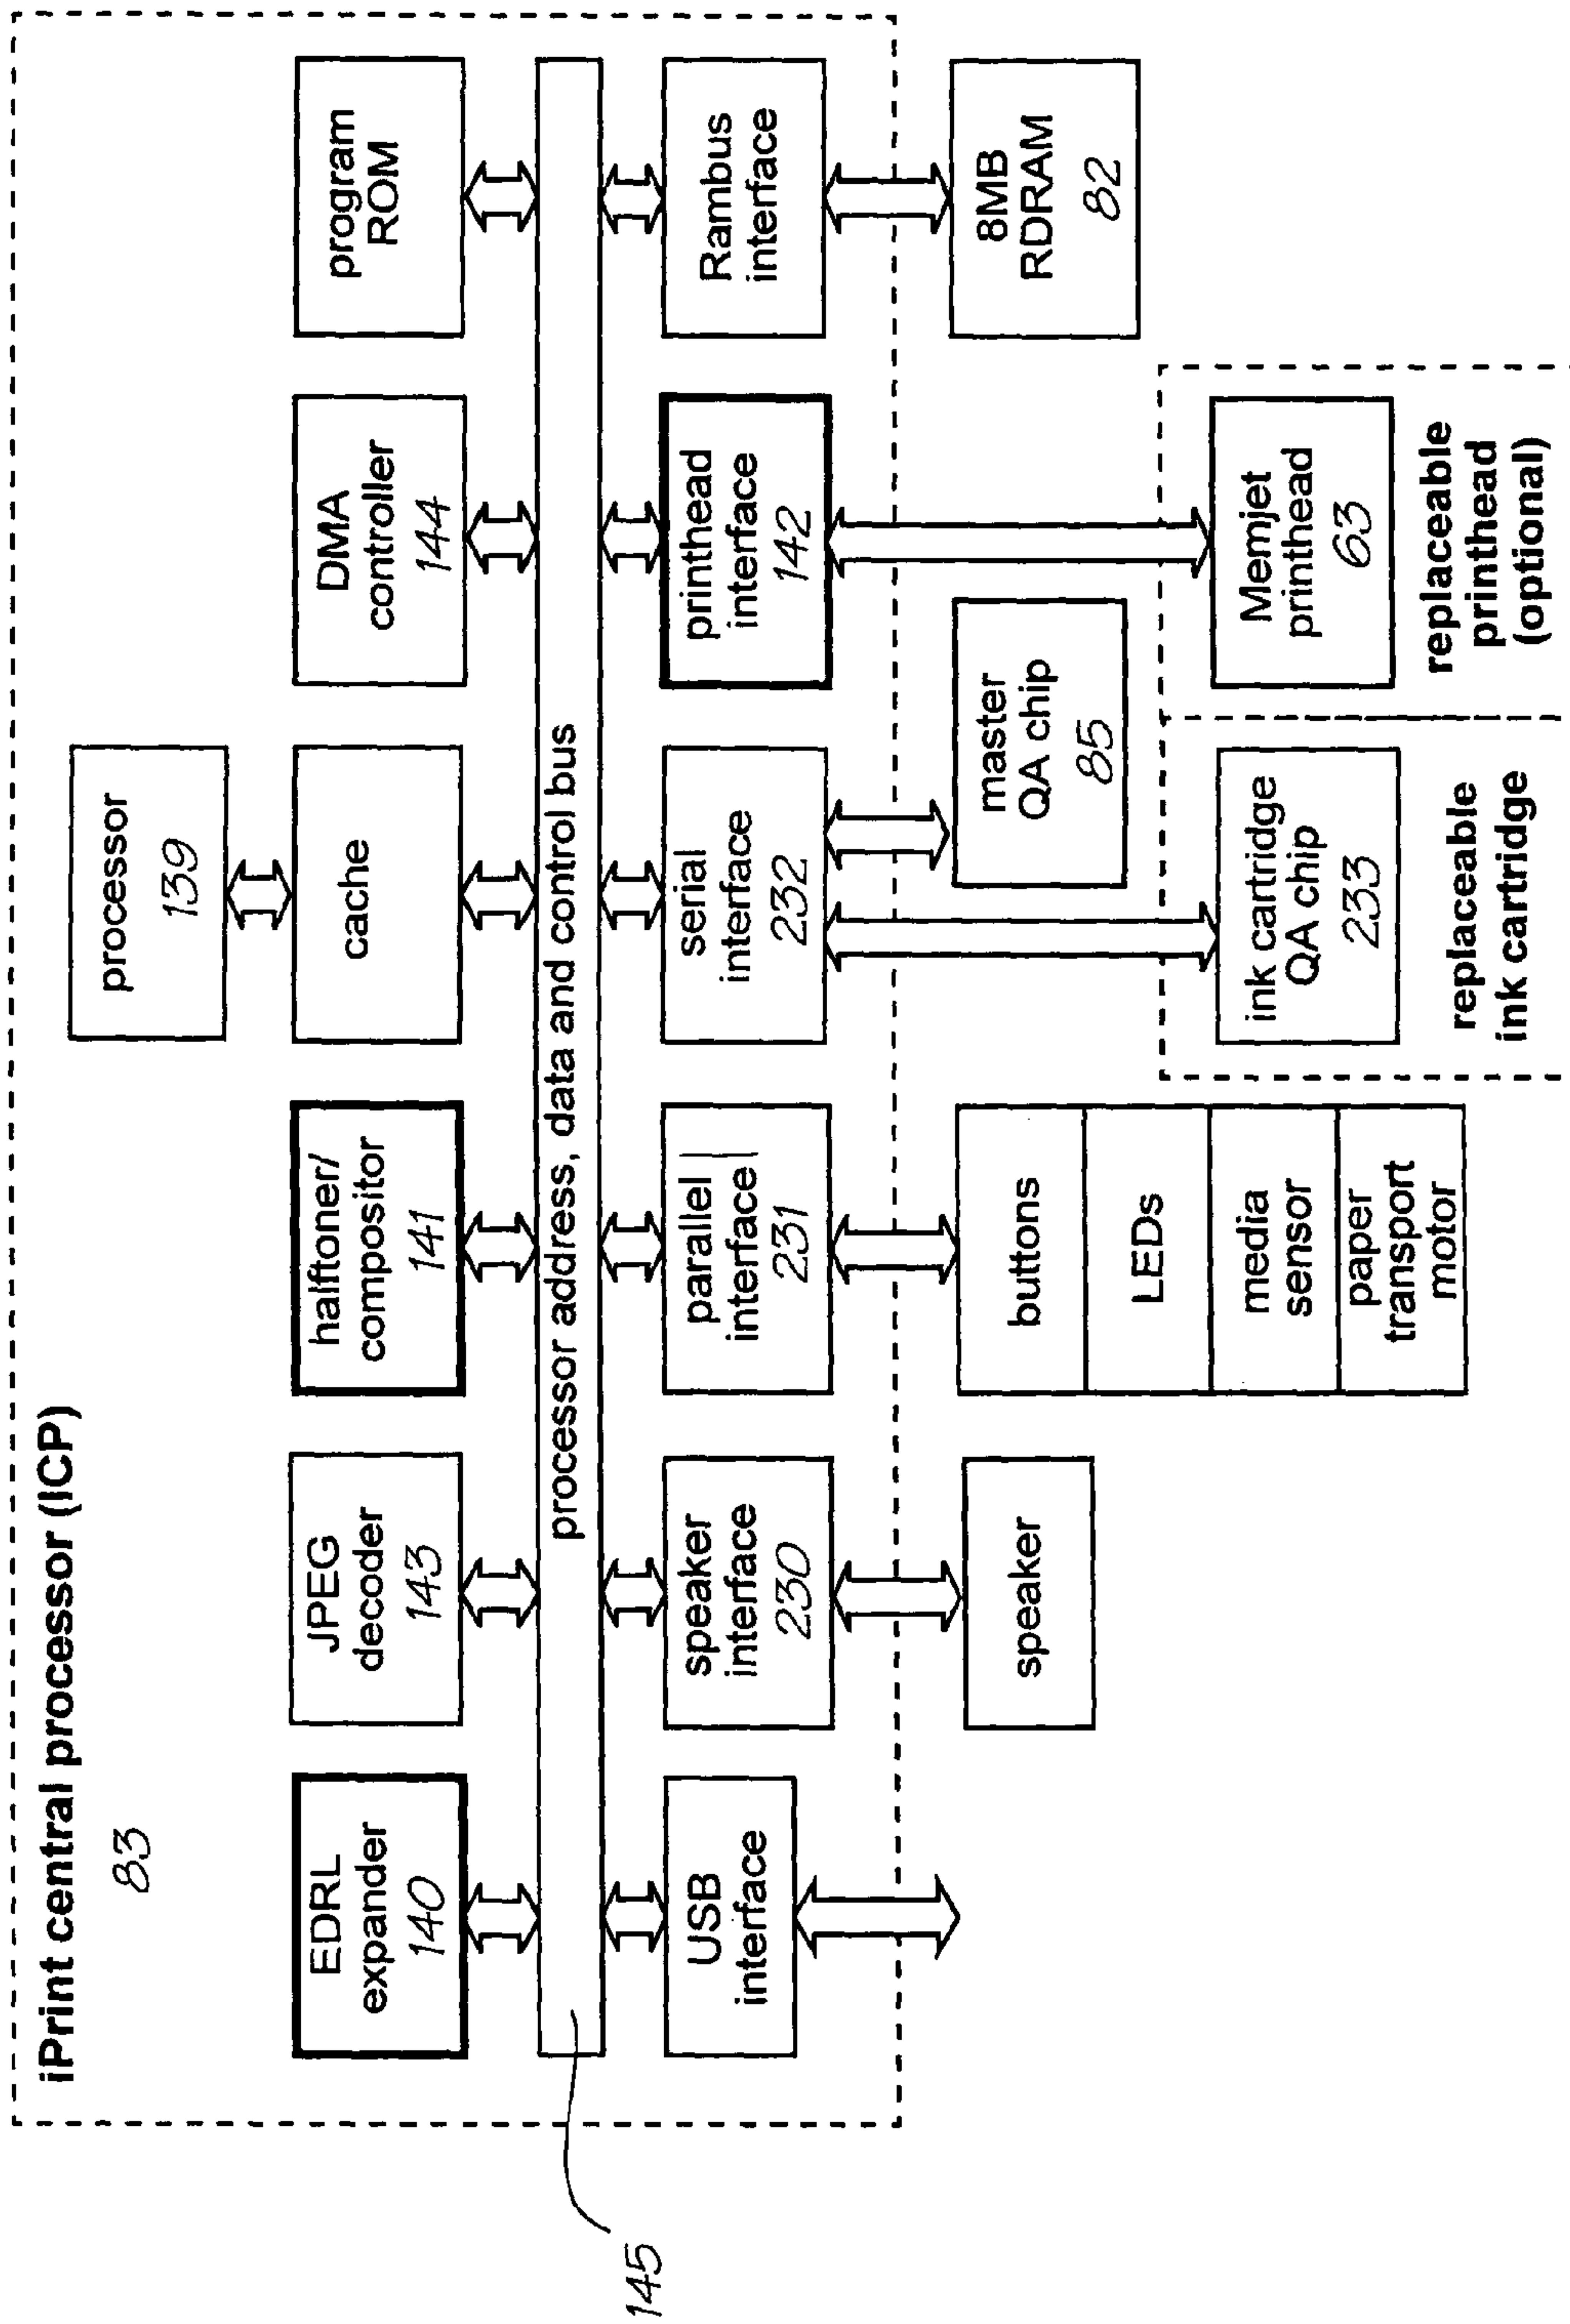 iPrint central processor (ICP)
83
processor
139
EDRL
expander
140
JPEG
decoder
143
halftoner/
compositor
141
cache
DMA
controller
144
program
ROM
processor address, data and control bus
145
USB
interface
speaker
interface
230
parallel
interface
231
serial
interface
232
printhead
interface
142
Rambus
interface
speaker
buttons
LEDs
media
sensor
paper
transport
motor
master
QA chip
85
8MB
RDRAM
82
ink cartridge
QA chip
233
Memjet
printhead
63
replaceable
ink cartridge
replaceable
printhead
(optional)